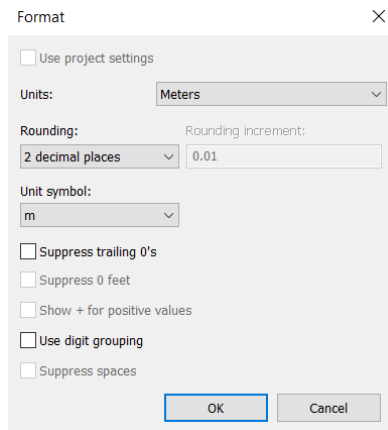 Format
Use project settings
Units: Meters
Rounding: Rounding increment:
2 decimal places 0.01
Unit symbol:
m
Suppress trailing 0's
Suppress 0 feet
Show + for positive values
Use digit grouping
Suppress spaces
OK Cancel